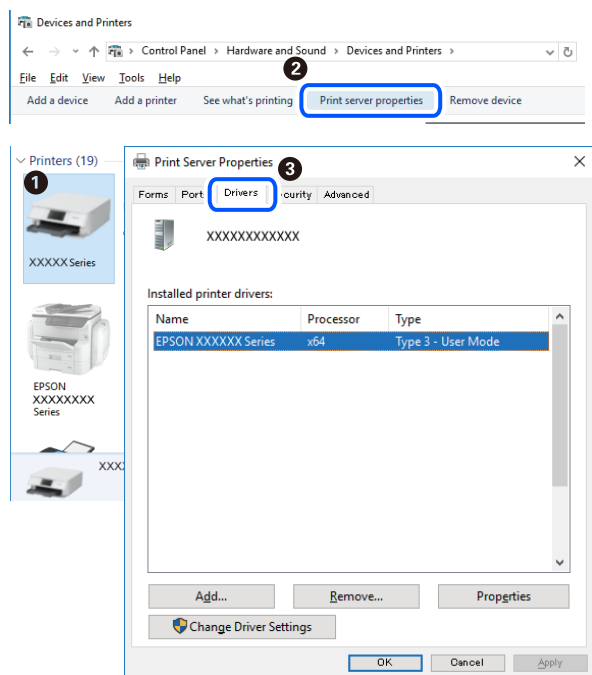 Devices and Printers
Control Panel > Hardware and Sound > Devices and Printers >
2
File Edit View Tools Help
Add a device Add a printer See what's printing Print server properties Remove device
Printers (19)
1
XXXXX Series
EPSON
XXXXXXXX
Series
XXX
Print Server Properties
3
Forms Port Drivers curity Advanced
XXXXXXXXXXXX
Installed printer drivers:
Name Processor Type
EPSON XXXXXX Series x64 Type 3 - User Mode
Add... Remove... Properties
Change Driver Settings
OK Cancel Apply